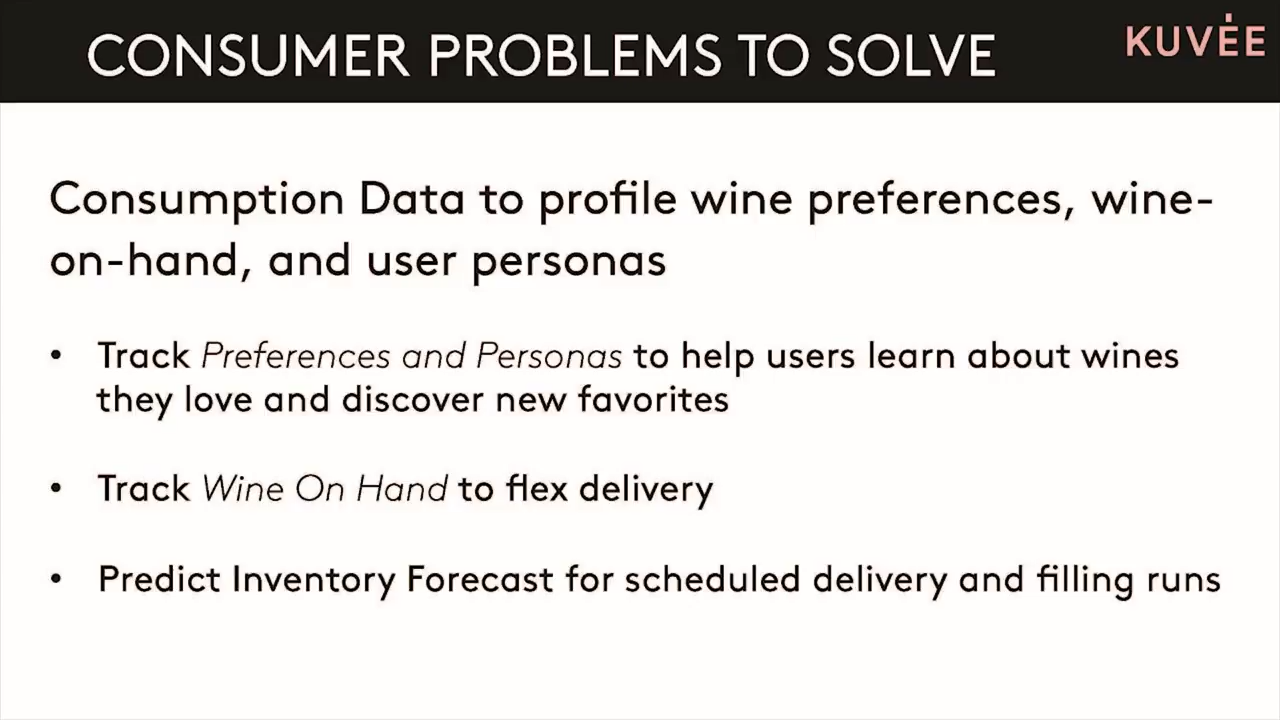 CONSUMER PROBLEMS TO SOLVE
KUVĖE
Consumption Data to profile wine preferences, wine-
on-hand, and user personas
• Track Preferences and Personas to help users learn about wines
they love and discover new favorites
• Track Wine On Hand to flex delivery
• Predict Inventory Forecast for scheduled delivery and filling runs